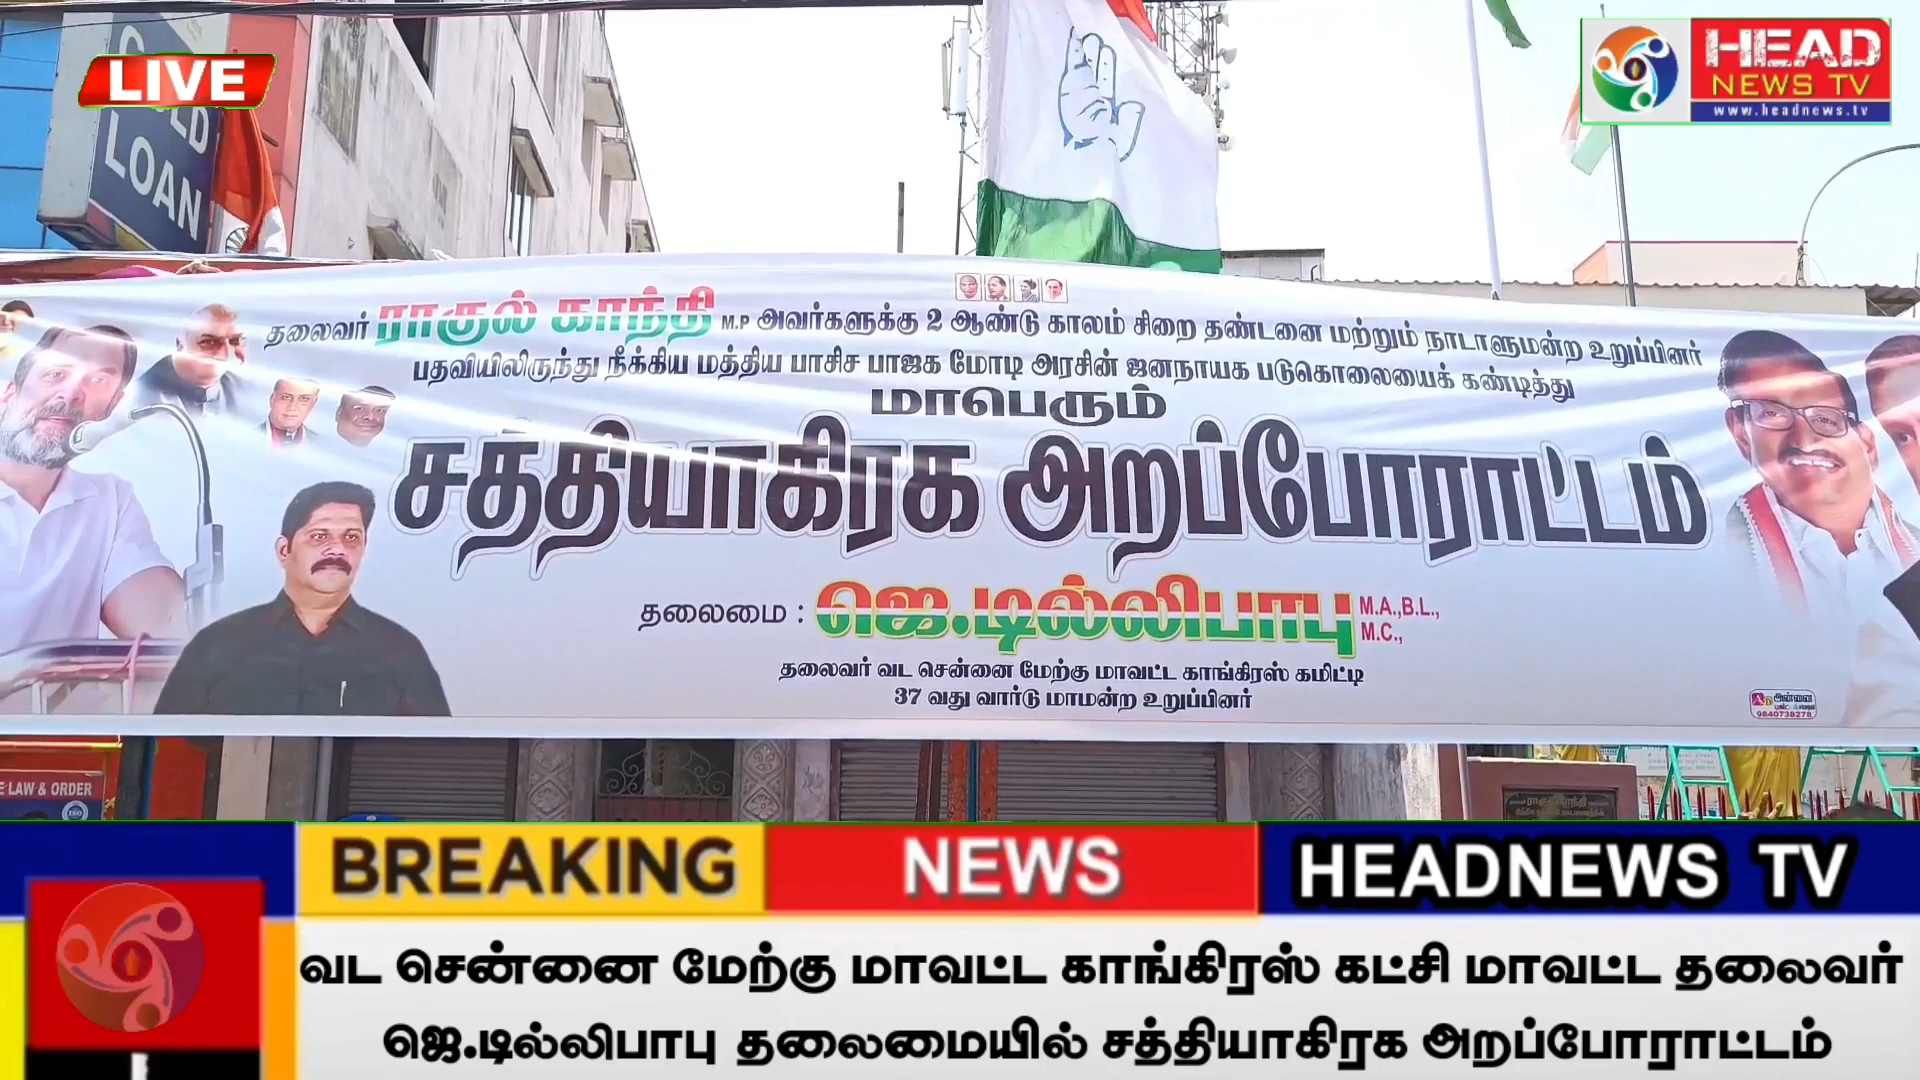 LIVE
HEAD
NEWS TV
www.headnews.tv
LOAN
தலைவர் ராகுல் காந்தி M.P அவர்களுக்கு 2 ஆண்டு காலம் சிறை தண்டனை மற்றும் நாடாளுமன்ற உறுப்பினர்
பதவியிலிருந்து நீக்கிய மத்திய பாசிச பாஜக மோடி அரசின் ஜனநாயக படுகொலையைக் கண்டித்து
மாபெரும்
சத்தியாகிரக அறப்போராட்டம்
தலைமை : ஜெ.டில்லிபாபு M.A.,B.L.,
M.C.,
தலைவர் வட சென்னை மேற்கு மாவட்ட காங்கிரஸ் கமிட்டி
37 வது வார்டு மாமன்ற உறுப்பினர்
அன்னை
9840738278
LAW & ORDER
ISO
BREAKING NEWS HEADNEWS TV
வட சென்னை மேற்கு மாவட்ட காங்கிரஸ் கட்சி மாவட்ட தலைவர்
ஜெ.டில்லிபாபு தலைமையில் சத்தியாகிரக அறப்போராட்டம்